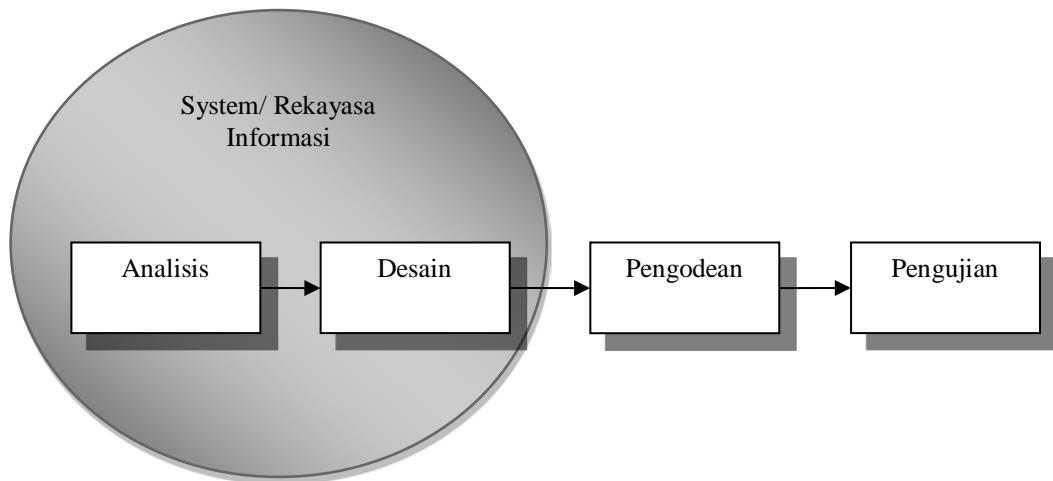 System/ Rekayasa
Informasi
Analisis
Desain
Pengodean
Pengujian